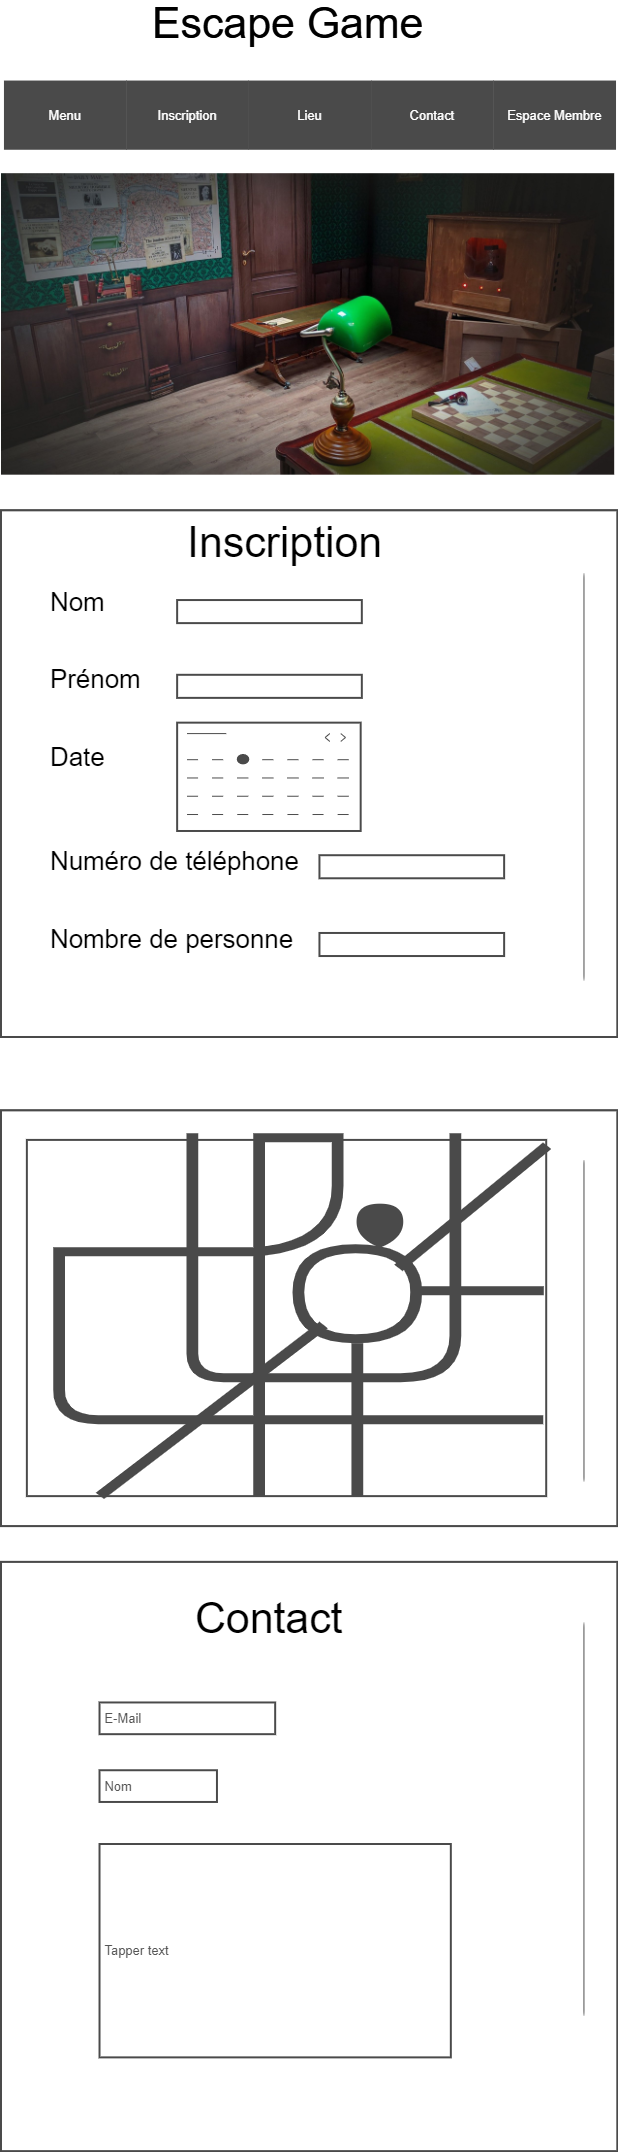 Escape Game
Menu
Inscription
Lieu
Contact
Espace Membre
Inscription
Nom
Prénom
Date
< >
Numéro de téléphone
Nombre de personne
Contact
E-Mail
Nom
Tapper text